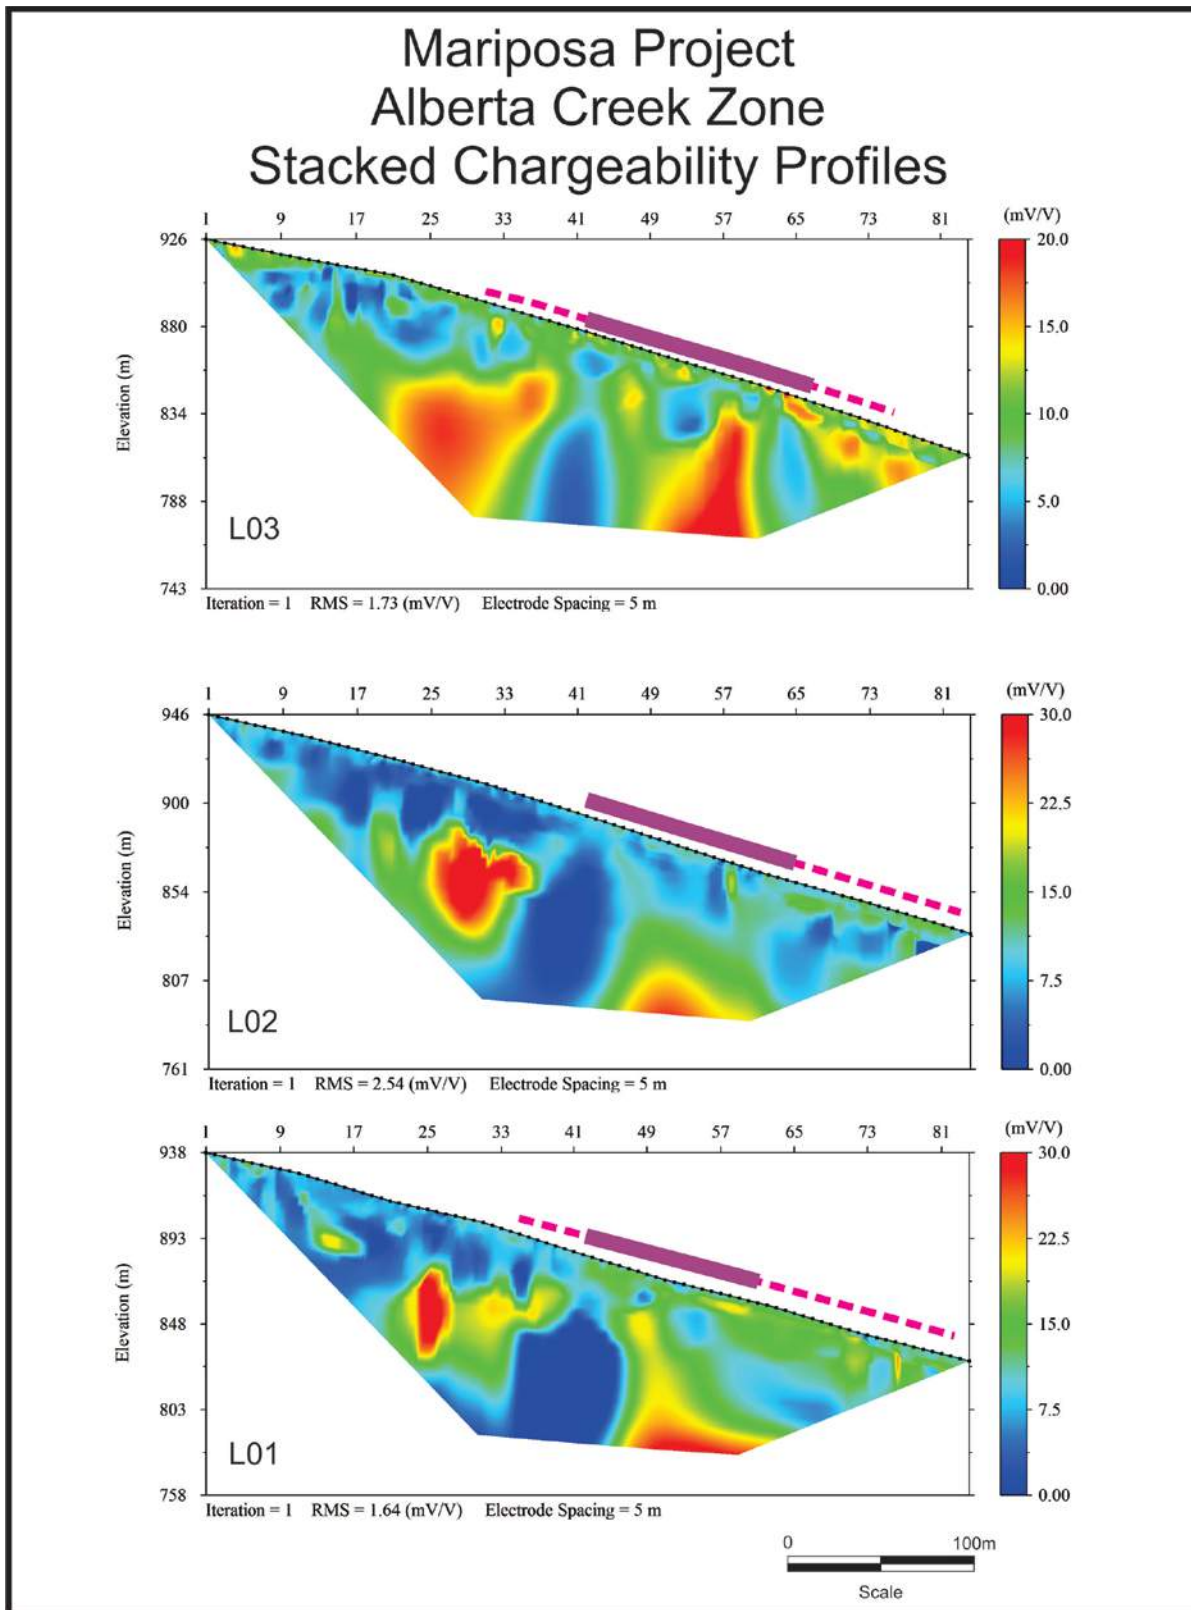 Mariposa Project
Alberta Creek Zone
Stacked Chargeability Profiles
1 9 17 25 33 41 49 57 65 73 81 (mV/V)
926 20.0
880 15.0
Elevation (m)
834 10.0
788 5.0
L03
743 0.00
Iteration = 1 RMS = 1.73 (mV/V) Electrode Spacing = 5 m
1 9 17 25 33 41 49 57 65 73 81 (mV/V)
946 30.0
900 22.5
Elevation (m)
854 15.0
807 7.5
L02
761 0.00
Iteration = 1 RMS = 2.54 (mV/V) Electrode Spacing = 5 m
1 9 17 25 33 41 49 57 65 73 81 (mV/V)
938 30.0
893 22.5
Elevation (m)
848 15.0
803 7.5
L01
758 0.00
Iteration = 1 RMS = 1.64 (mV/V) Electrode Spacing = 5 m
0 100m
Scale